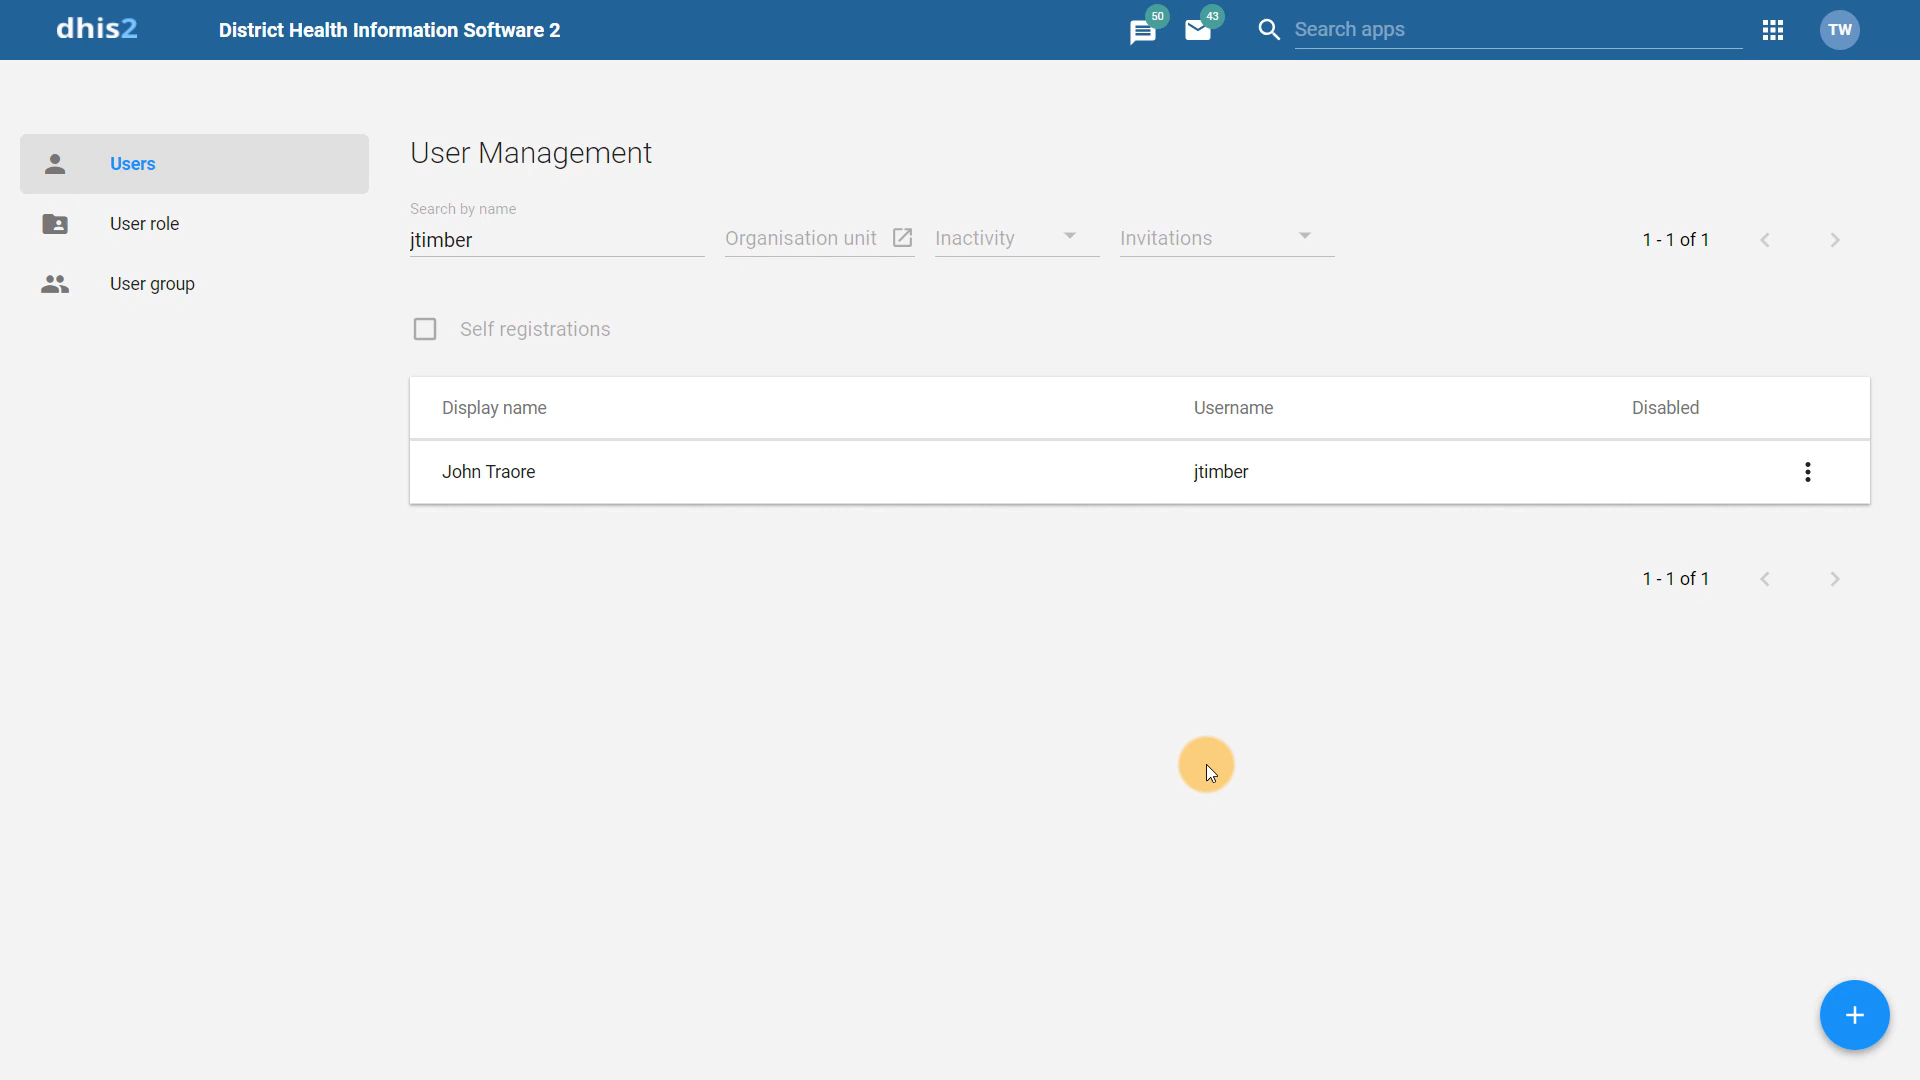 dhis2
District Health Information Software 2
50
43
Search apps
TW
Users
User role
User group
User Management
Search by name
jtimber
Organisation unit
Inactivity
Invitations
1 - 1 of 1
Self registrations
Display name
Username
Disabled
John Traore
jtimber
1 - 1 of 1